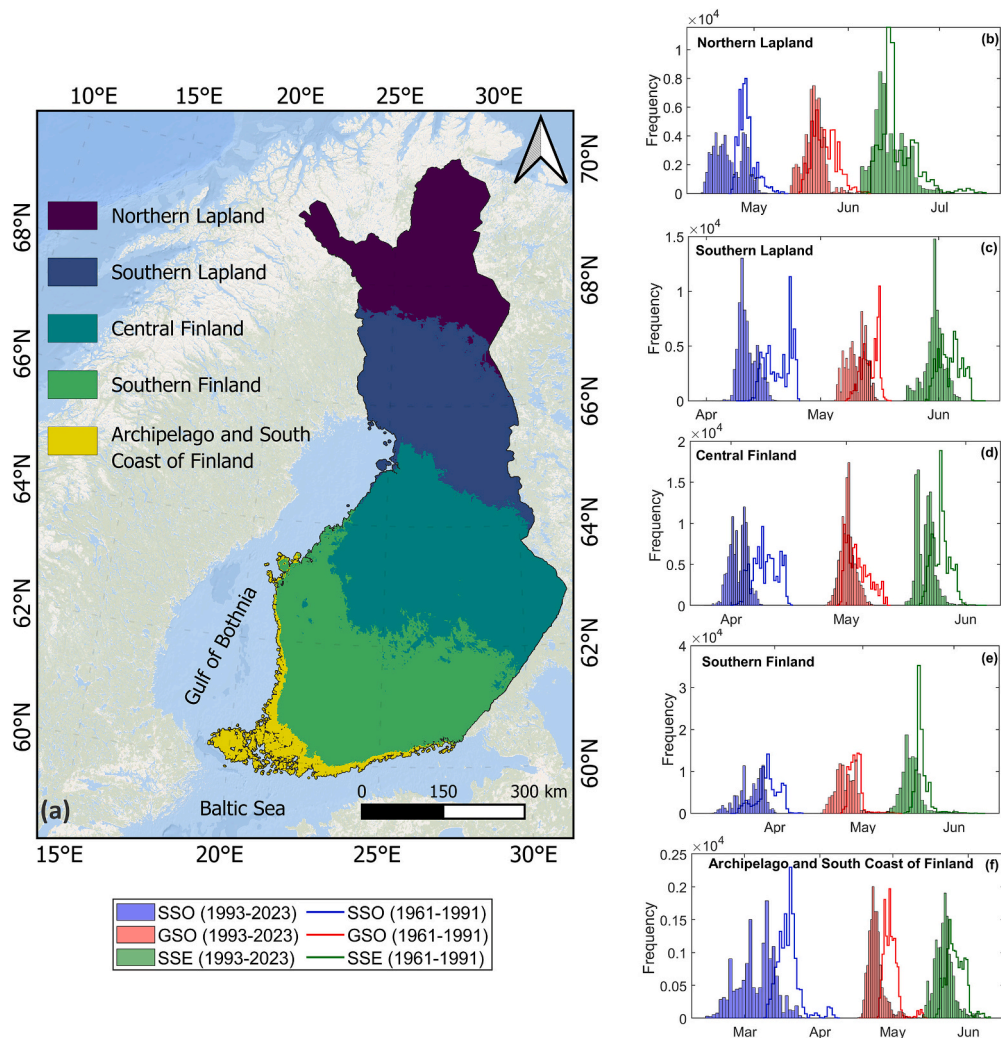 10°E 15°E 20°E 25°E 30°E
70°N
68°N
66°N
64°N
62°N
60°N
68°N
66°N
64°N
62°N
60°N
Northern Lapland
Southern Lapland
Central Finland
Southern Finland
Archipelago and South
Coast of Finland
Gulf of Bothnia
Baltic Sea
0 150 300 km
(a)
15°E 20°E 25°E 30°E
SSO (1993-2023) SSO (1961-1991)
GSO (1993-2023) GSO (1961-1991)
SSE (1993-2023) SSE (1961-1991)
×10⁴
Northern Lapland (b)
Frequency
1
0.8
0.6
0.4
0.2
0
May Jun Jul
×10⁴
Southern Lapland (c)
Frequency
1.5
1
0.5
0
Apr May Jun
×10⁴
Central Finland (d)
Frequency
2
1.5
1
0.5
0
Apr May Jun
×10⁴
Southern Finland (e)
Frequency
4
3
2
1
0
Apr May Jun
×10⁴
Archipelago and South Coast of Finland (f)
Frequency
0.25
0.2
0.15
0.1
0.05
0
Mar Apr May Jun